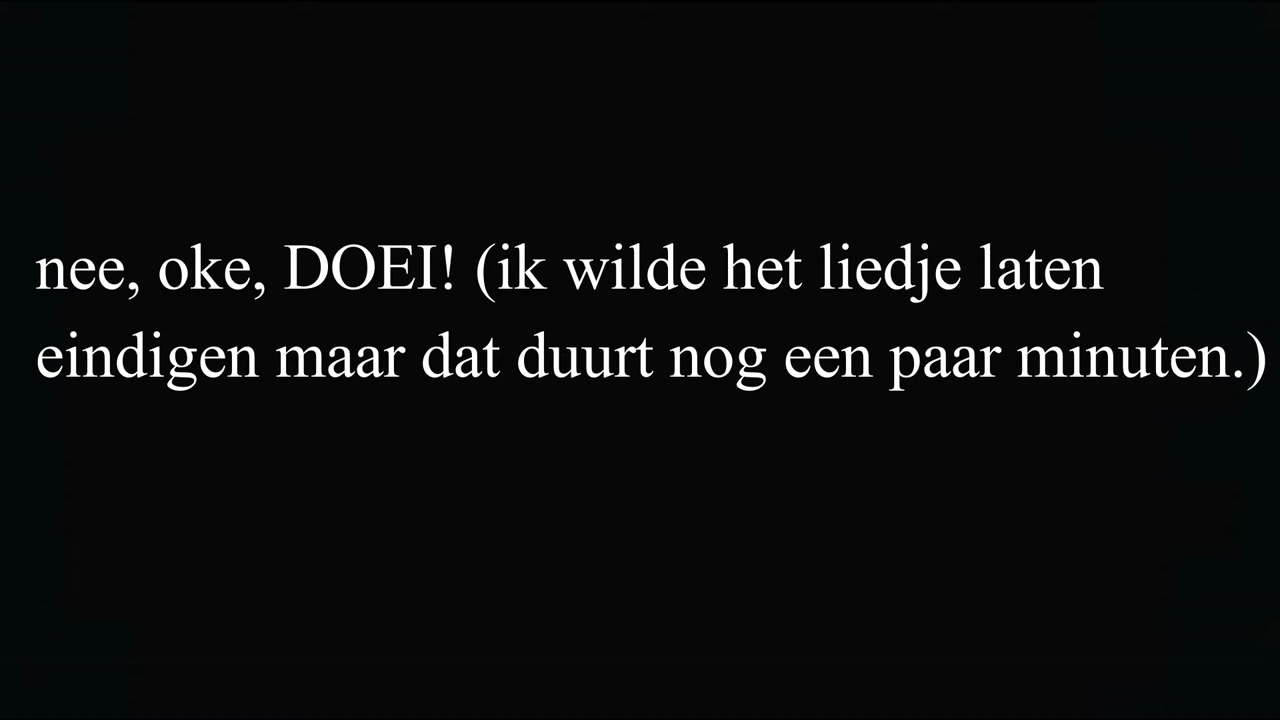 nee, oke, DOEI! (ik wilde het liedje laten
eindigen maar dat duurt nog een paar minuten.)